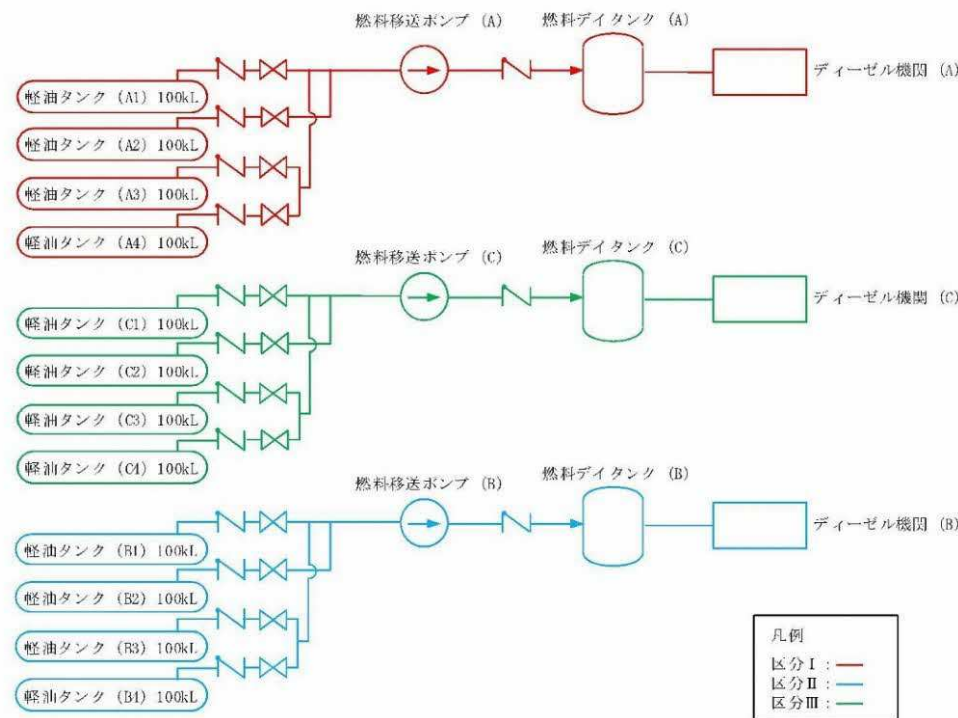 燃料移送ポンプ (A)
燃料デイタンク (A)
ディーゼル機関 (A)
軽油タンク (A1) 100kL
軽油タンク (A2) 100kL
軽油タンク (A3) 100kL
軽油タンク (A4) 100kL
燃料移送ポンプ (C)
燃料デイタンク (C)
ディーゼル機関 (C)
軽油タンク (C1) 100kL
軽油タンク (C2) 100kL
軽油タンク (C3) 100kL
軽油タンク (C4) 100kL
燃料移送ポンプ (B)
燃料デイタンク (B)
ディーゼル機関 (B)
軽油タンク (B1) 100kL
軽油タンク (B2) 100kL
軽油タンク (B3) 100kL
軽油タンク (B4) 100kL
凡例
区分Ⅰ：
区分Ⅱ：
区分Ⅲ：